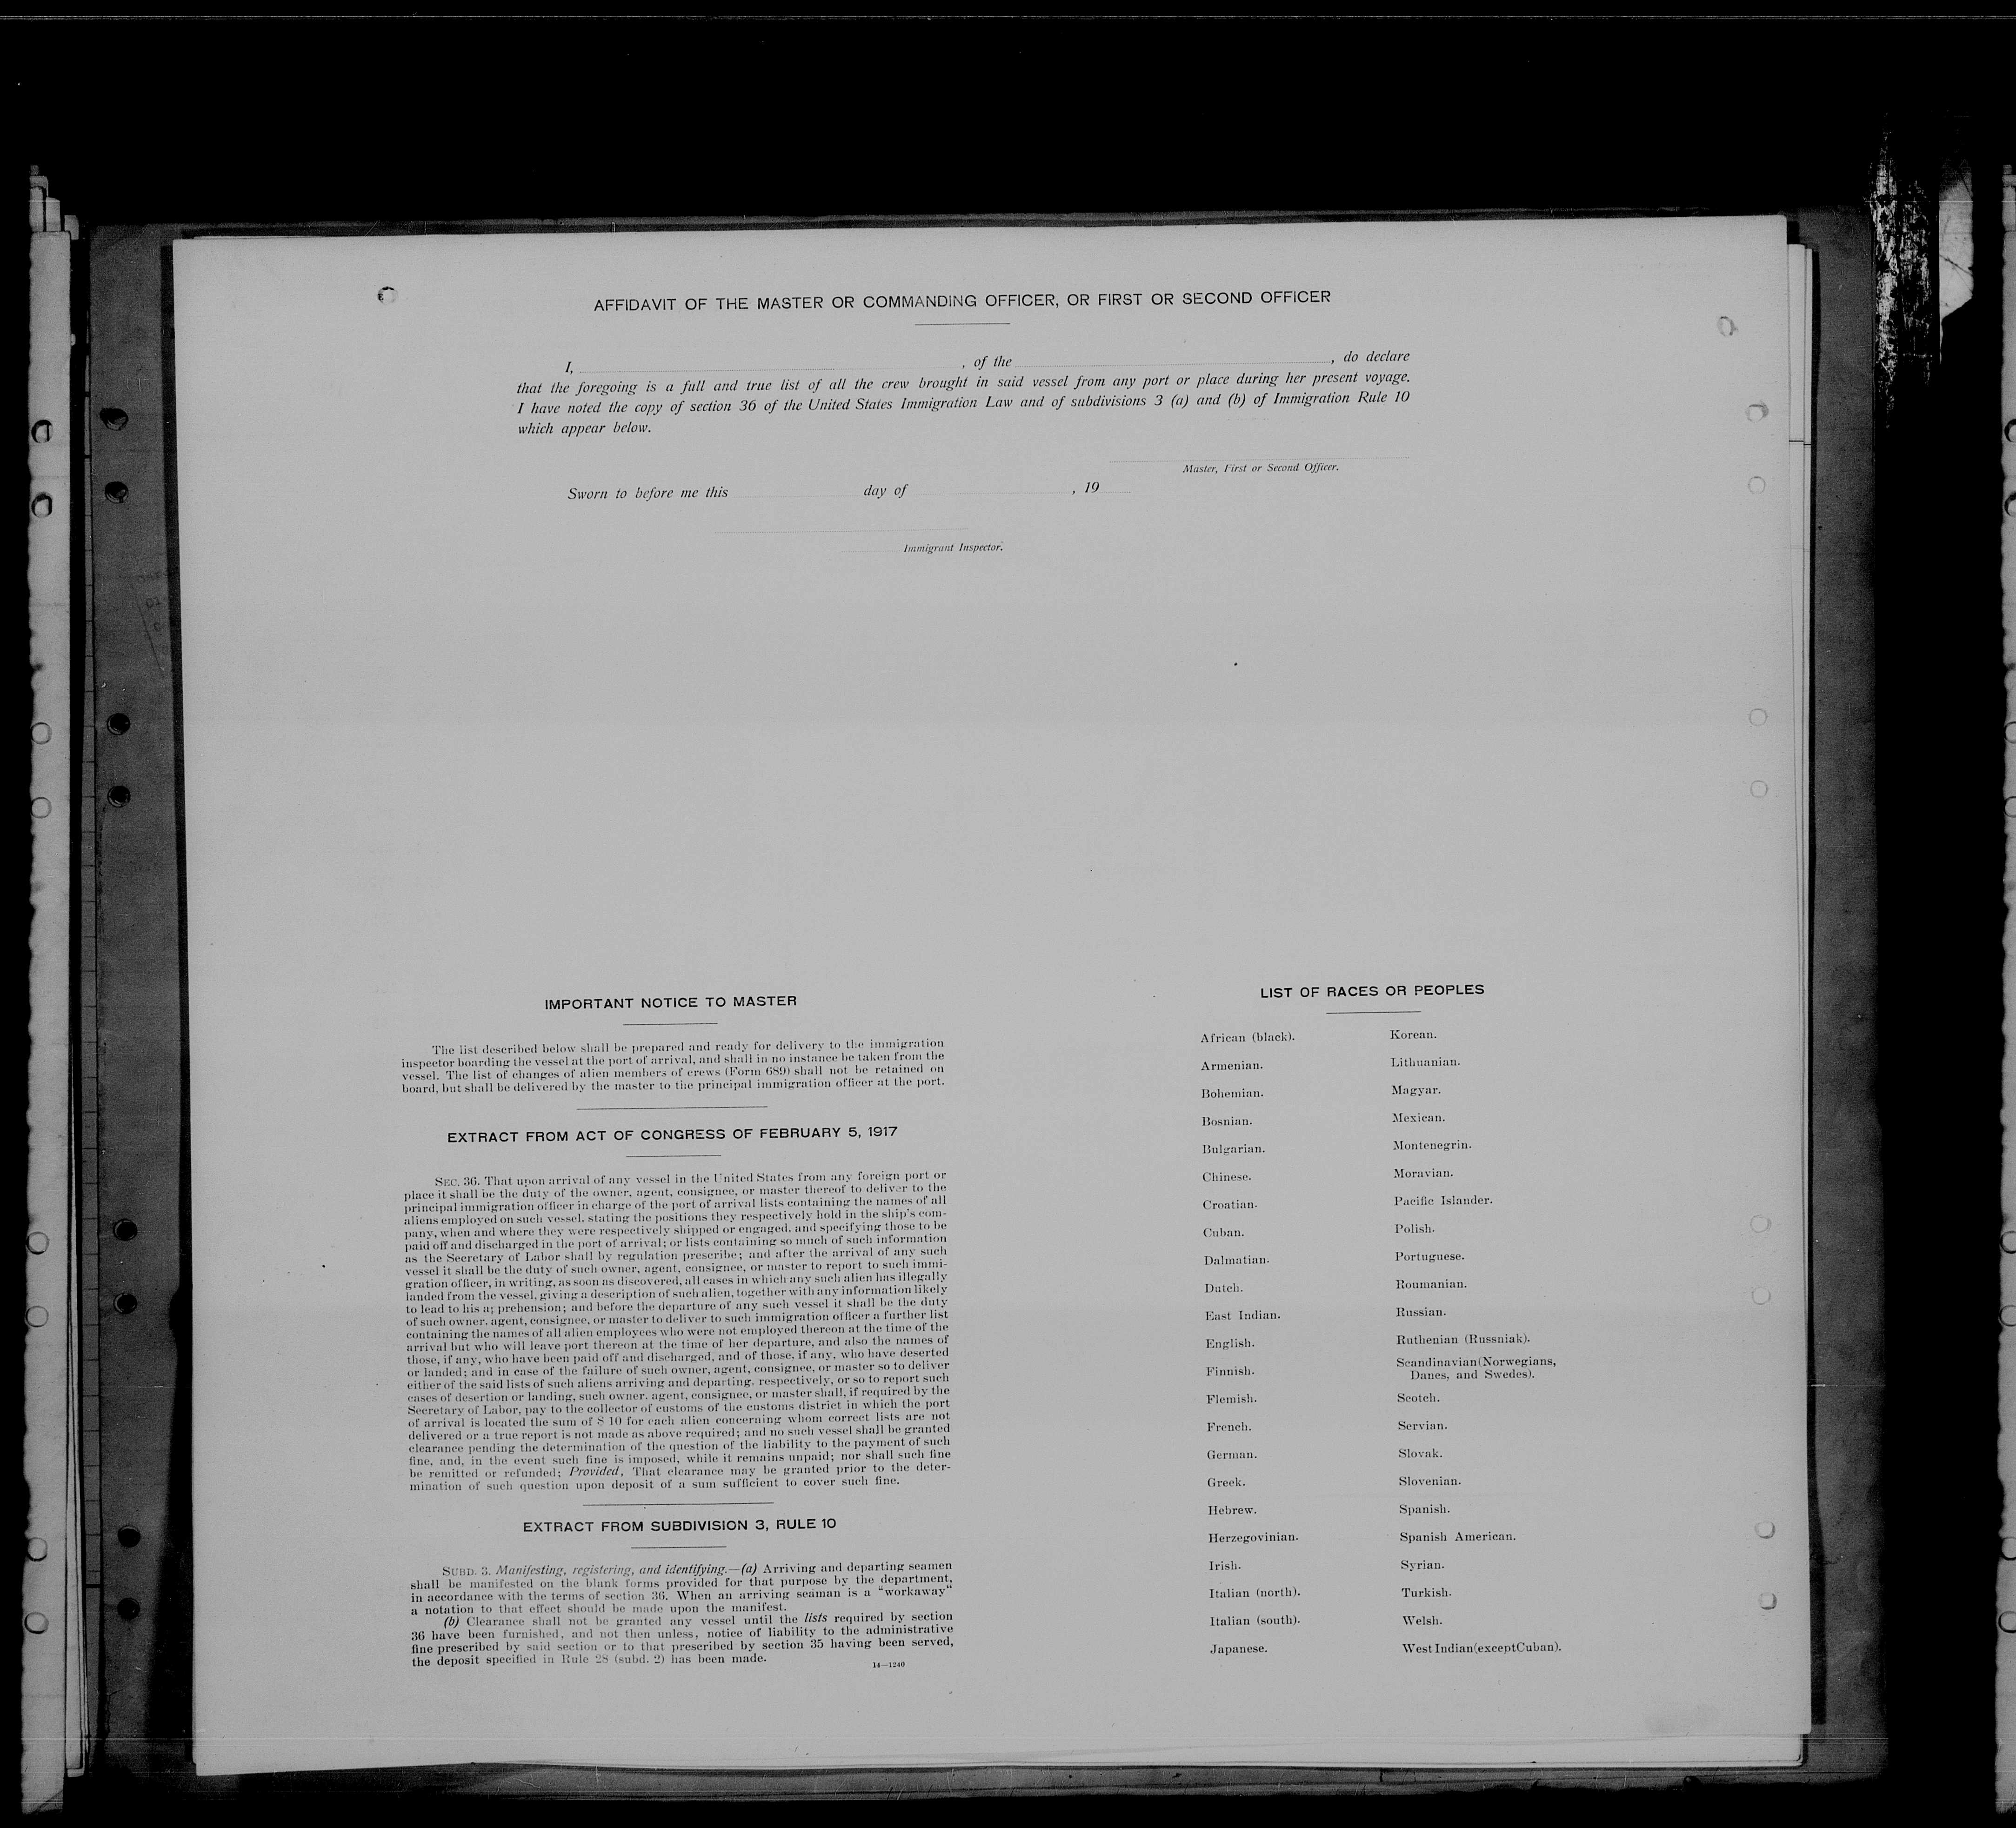 AFFIDAVIT OF THE MASTER OR COMMANDING OFFICER, OR FIRST OR SECOND OFFICER
I, , of the , do declare
that the foregoing is a full and true list of all the crew brought in said vessel from any port or place during her present voyage.
I have noted the copy of section 36 of the United States Immigration Law and of subdivisions 3 (a) and (b) of Immigration Rule 10
which appear below.
Master, First or Second Officer.
Sworn to before me this day of , 19
Immigrant Inspector.
IMPORTANT NOTICE TO MASTER
The list described below shall be prepared and ready for delivery to the immigration
inspector boarding the vessel at the port of arrival, and shall in no instance be taken from the
vessel. The list of changes of alien members of crews (Form 689) shall not be retained on
board, but shall be delivered by the master to the principal immigration officer at the port.
EXTRACT FROM ACT OF CONGRESS OF FEBRUARY 5, 1917
SEC. 36. That upon arrival of any vessel in the United States from any foreign port or
place it shall be the duty of the owner, agent, consignee, or master thereof to deliver to the
principal immigration officer in charge of the port of arrival lists containing the names of all
aliens employed on such vessel, stating the positions they respectively hold in the ship's com-
pany, when and where they were respectively shipped or engaged, and specifying those to be
paid off and discharged in the port of arrival; or lists containing so much of such information
as the Secretary of Labor shall by regulation prescribe; and after the arrival of any such
vessel it shall be the duty of such owner, agent, consignee, or master to report to such immi-
gration officer, in writing, as soon as discovered, all cases in which any such alien has illegally
landed from the vessel, giving a description of such alien, together with any information likely
to lead to his a; prehension; and before the departure of any such vessel it shall be the duty
of such owner, agent, consignee, or master to deliver to such immigration officer a further list
containing the names of all alien employees who were not employed thereon at the time of the
arrival but who will leave port thereon at the time of her departure, and also the names of
those, if any, who have been paid off and discharged, and of those, if any, who have deserted
or landed; and in case of the failure of such owner, agent, consignee, or master so to deliver
either of the said lists of such aliens arriving and departing, respectively, or so to report such
cases of desertion or landing, such owner, agent, consignee, or master shall, if required by the
Secretary of Labor, pay to the collector of customs of the customs district in which the port
of arrival is located the sum of $ 10 for each alien concerning whom correct lists are not
delivered or a true report is not made as above required; and no such vessel shall be granted
clearance pending the determination of the question of the liability to the payment of such
fine, and, in the event such fine is imposed, while it remains unpaid; nor shall such fine
be remitted or refunded; Provided, That clearance may be granted prior to the deter-
mination of such question upon deposit of a sum sufficient to cover such fine.
EXTRACT FROM SUBDIVISION 3, RULE 10
SUBD. 3. Manifesting, registering, and identifying.—(a) Arriving and departing seamen
shall be manifested on the blank forms provided for that purpose by the department,
in accordance with the terms of section 36. When an arriving seaman is a "workaway"
a notation to that effect should be made upon the manifest.
(b) Clearance shall not be granted any vessel until the lists required by section
36 have been furnished, and not then unless, notice of liability to the administrative
fine prescribed by said section or to that prescribed by section 35 having been served,
the deposit specified in Rule 28 (subd. 2) has been made.
14—1240
LIST OF RACES OR PEOPLES
African (black).
Armenian.
Bohemian.
Bosnian.
Bulgarian.
Chinese.
Croatian.
Cuban.
Dalmatian.
Dutch.
East Indian.
English.
Finnish.
Flemish.
French.
German.
Greek.
Hebrew.
Herzegovinian.
Irish.
Italian (north).
Italian (south).
Japanese.
Korean.
Lithuanian.
Magyar.
Mexican.
Montenegrin.
Moravian.
Pacific Islander.
Polish.
Portuguese.
Roumanian.
Russian.
Ruthenian (Russniak).
Scandinavian (Norwegians,
Danes, and Swedes).
Scotch.
Servian.
Slovak.
Slovenian.
Spanish.
Spanish American.
Syrian.
Turkish.
Welsh.
West Indian (except Cuban).